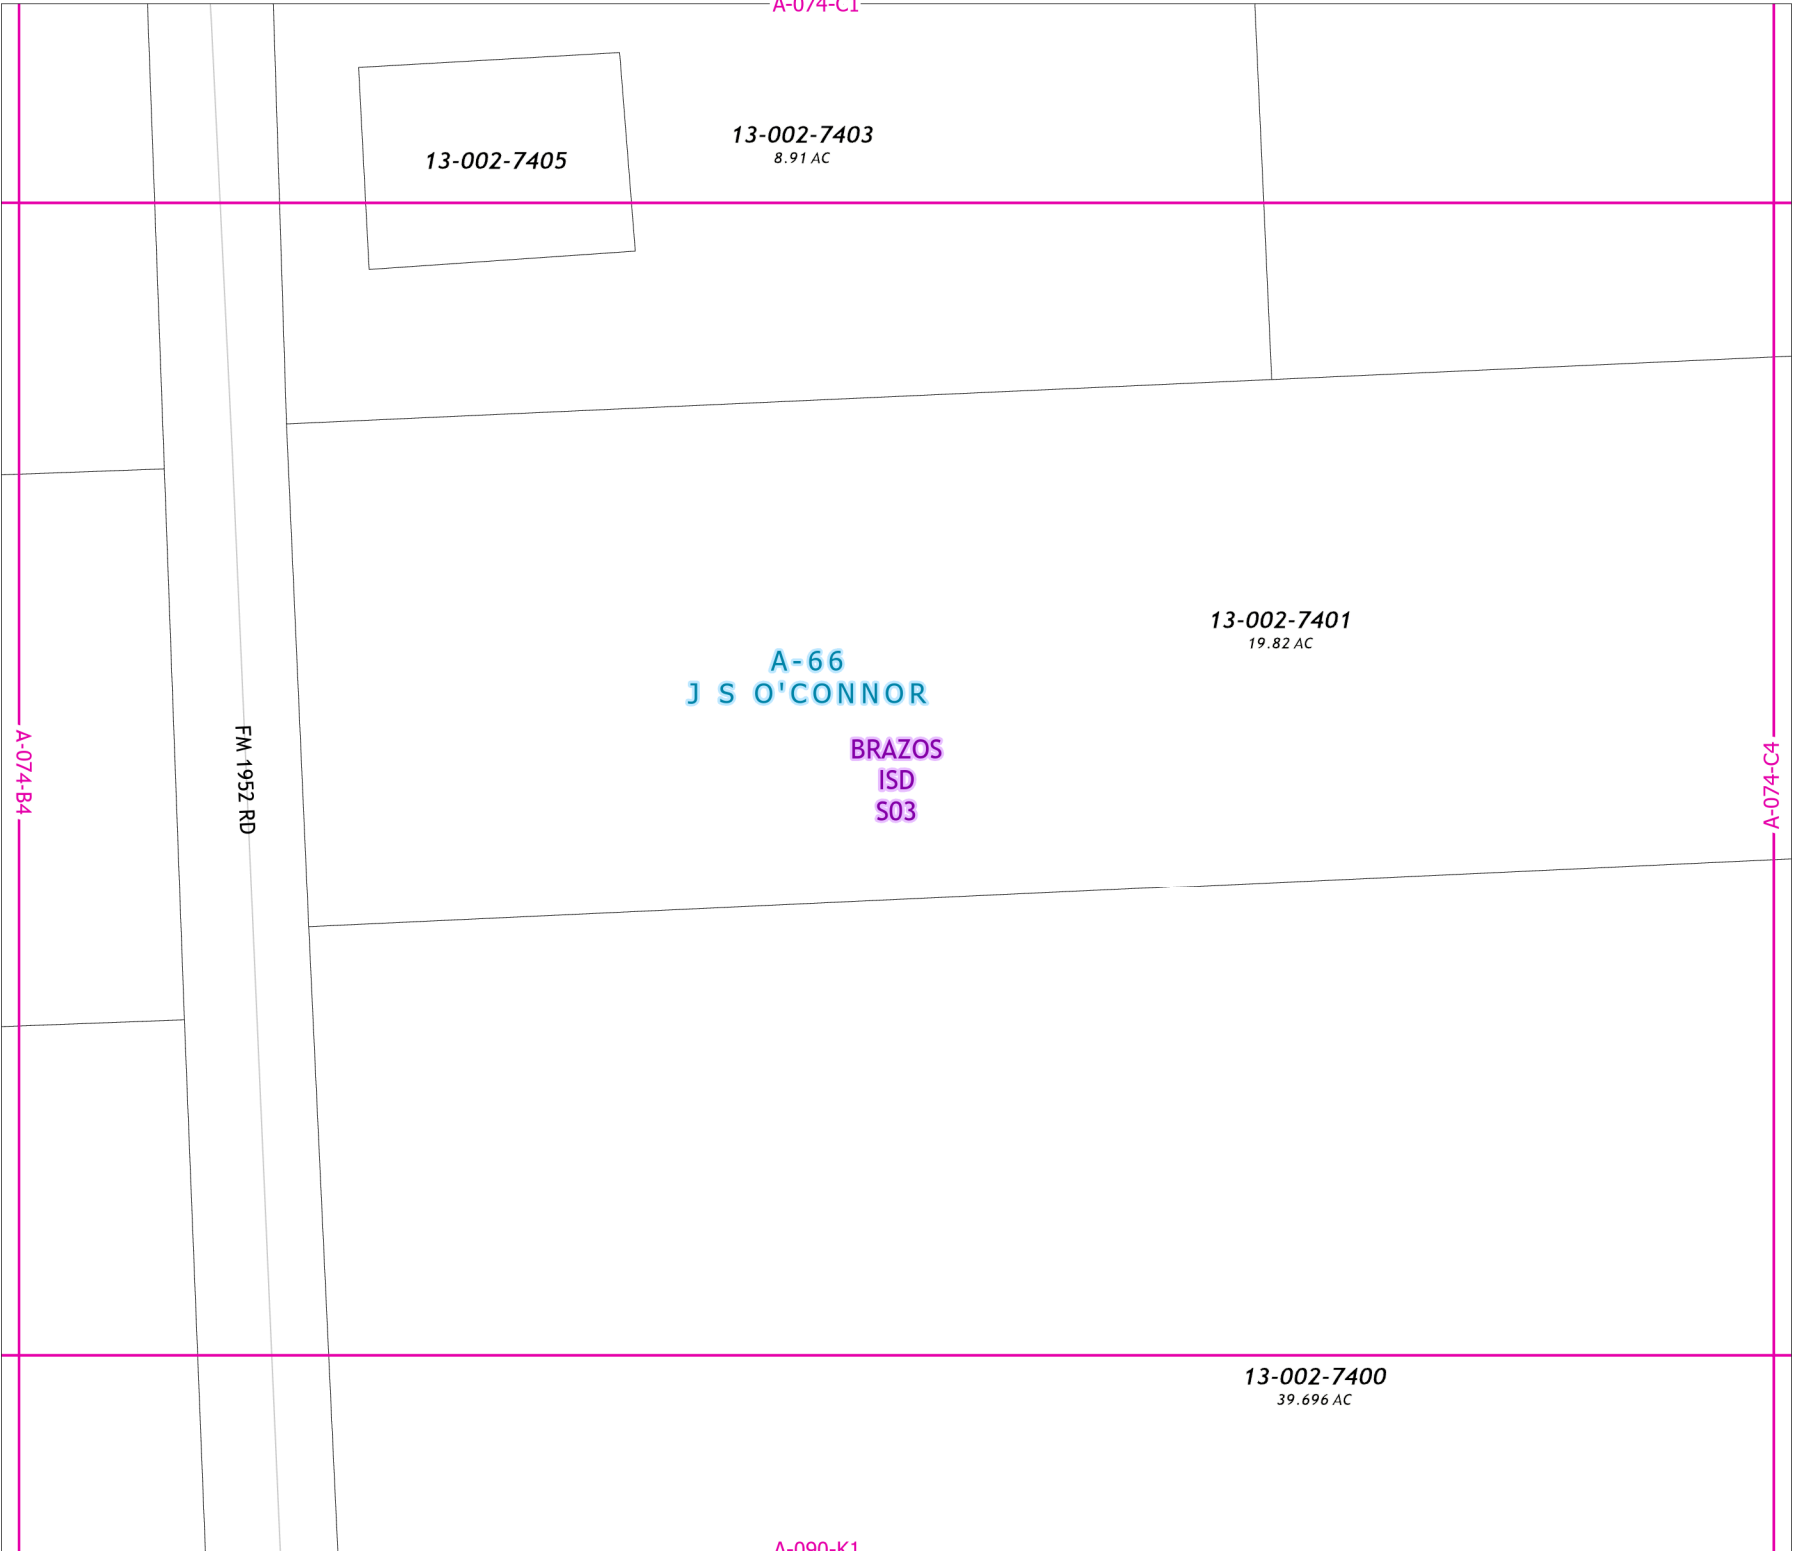 A-074-C1
13-002-7403
8.91 AC
13-002-7405
13-002-7401
19.82 AC
A-66
J S O'CONNOR
BRAZOS
ISD
S03
A-074-B4
FM 1952 RD
A-074-C4
13-002-7400
39.696 AC
A-090-K1